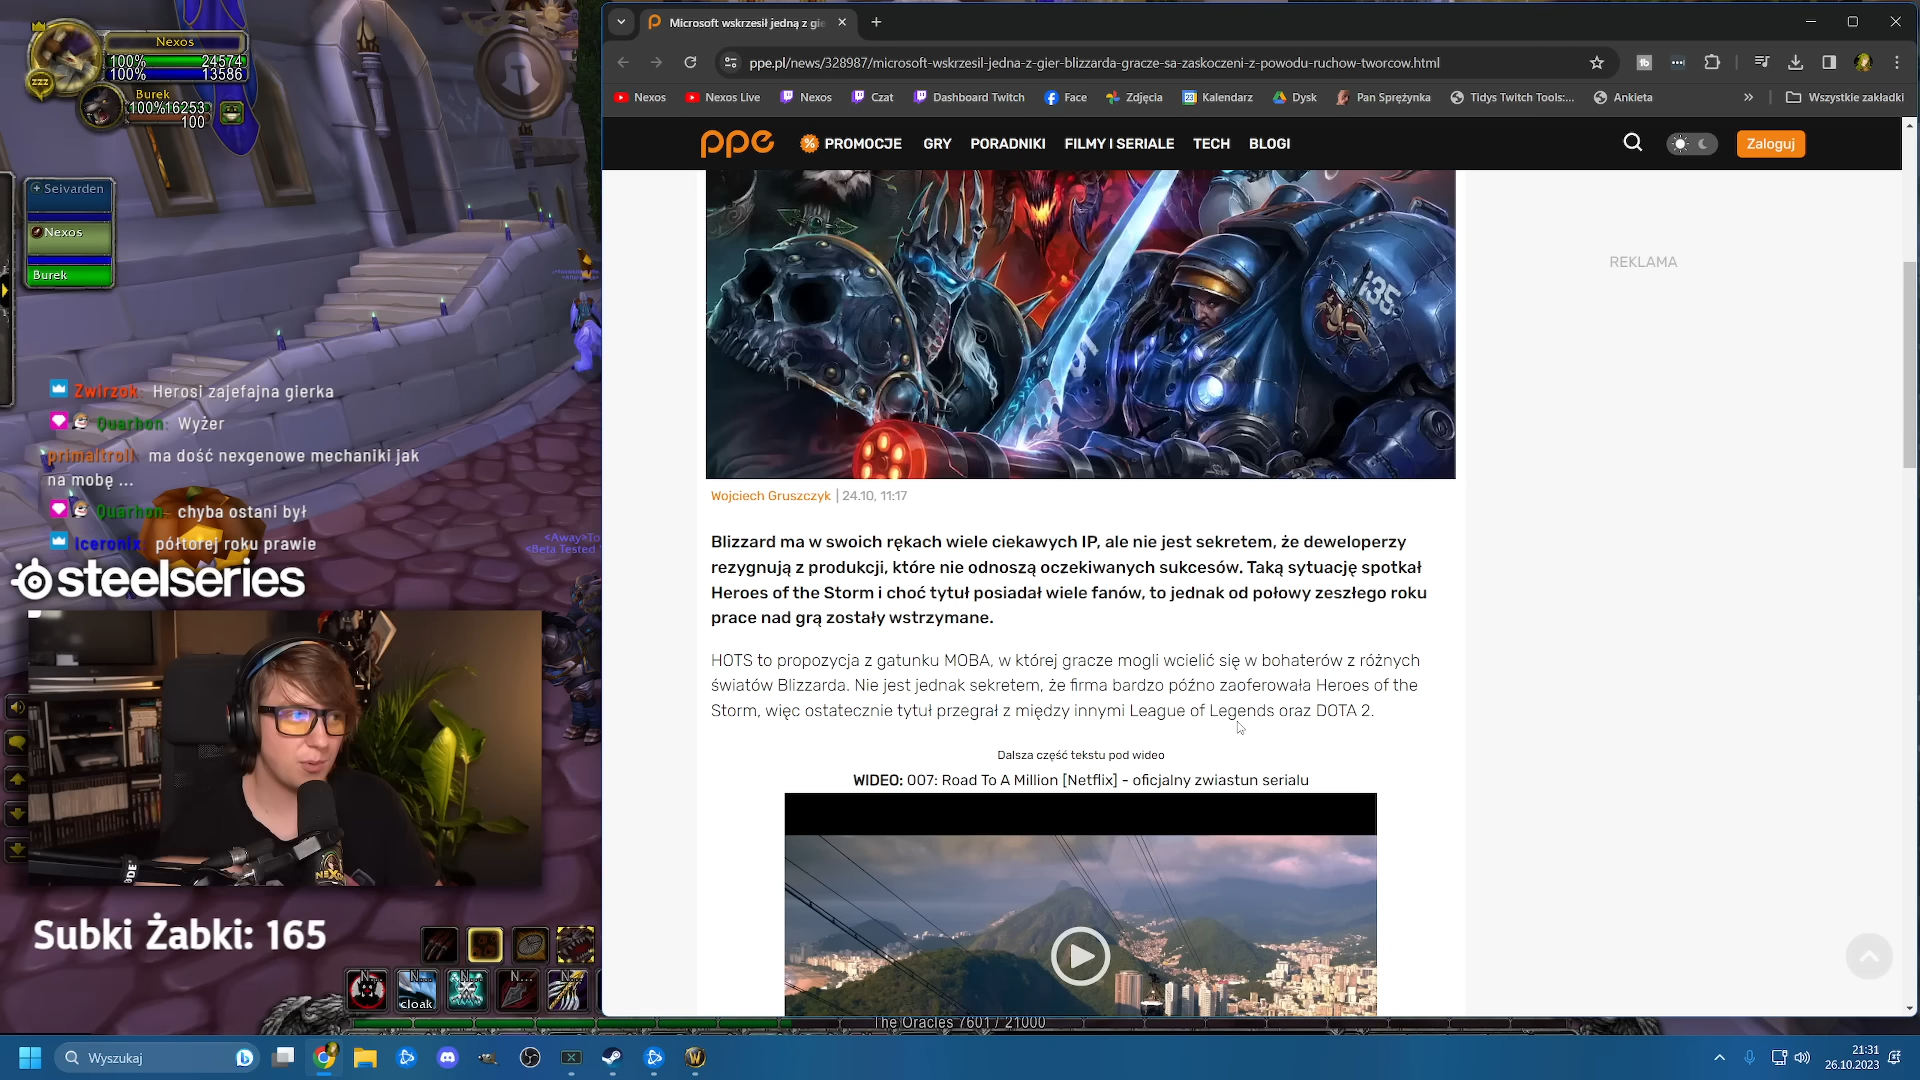 Nexos
100% 24574
100% 13586
Burek
100% 16253
100
zzz
+ Seivarden
Nexos
Burek
Zwirzok: Herosi zajefajna gierka
Quarhon: Wyżer
primaltroll: ma dość nexgenowe mechaniki jak
na mobę ...
Quarhon: chyba ostani był
Iceronix: półtorej roku prawie
<Away>To
<Beta Tested
steelseries
Subki Żabki: 165
N...
N...
cloak
N...
N...
N...
The Oracles 7601 / 21000
Microsoft wskrzesił jedną z gie
ppe.pl/news/328987/microsoft-wskrzesil-jedna-z-gier-blizzarda-gracze-sa-zaskoczeni-z-powodu-ruchow-tworcow.html
Nexos
Nexos Live
Nexos
Czat
Dashboard Twitch
Face
Zdjęcia
Kalendarz
Dysk
Pan Sprężynka
Tidys Twitch Tools:...
Ankieta
»
Wszystkie zakładki
ppe
PROMOCJE
GRY
PORADNIKI
FILMY I SERIALE
TECH
BLOGI
Zaloguj
REKLAMA
Wojciech Gruszczyk | 24.10, 11:17
Blizzard ma w swoich rękach wiele ciekawych IP, ale nie jest sekretem, że deweloperzy
rezygnują z produkcji, które nie odnoszą oczekiwanych sukcesów. Taką sytuację spotkał
Heroes of the Storm i choć tytuł posiadał wiele fanów, to jednak od połowy zeszłego roku
prace nad grą zostały wstrzymane.
HOTS to propozycja z gatunku MOBA, w której gracze mogli wcielić się w bohaterów z różnych
światów Blizzarda. Nie jest jednak sekretem, że firma bardzo późno zaoferowała Heroes of the
Storm, więc ostatecznie tytuł przegrał z między innymi League of Legends oraz DOTA 2.
Dalsza część tekstu pod wideo
WIDEO: 007: Road To A Million [Netflix] - oficjalny zwiastun serialu
Wyszukaj
21:31
26.10.2023